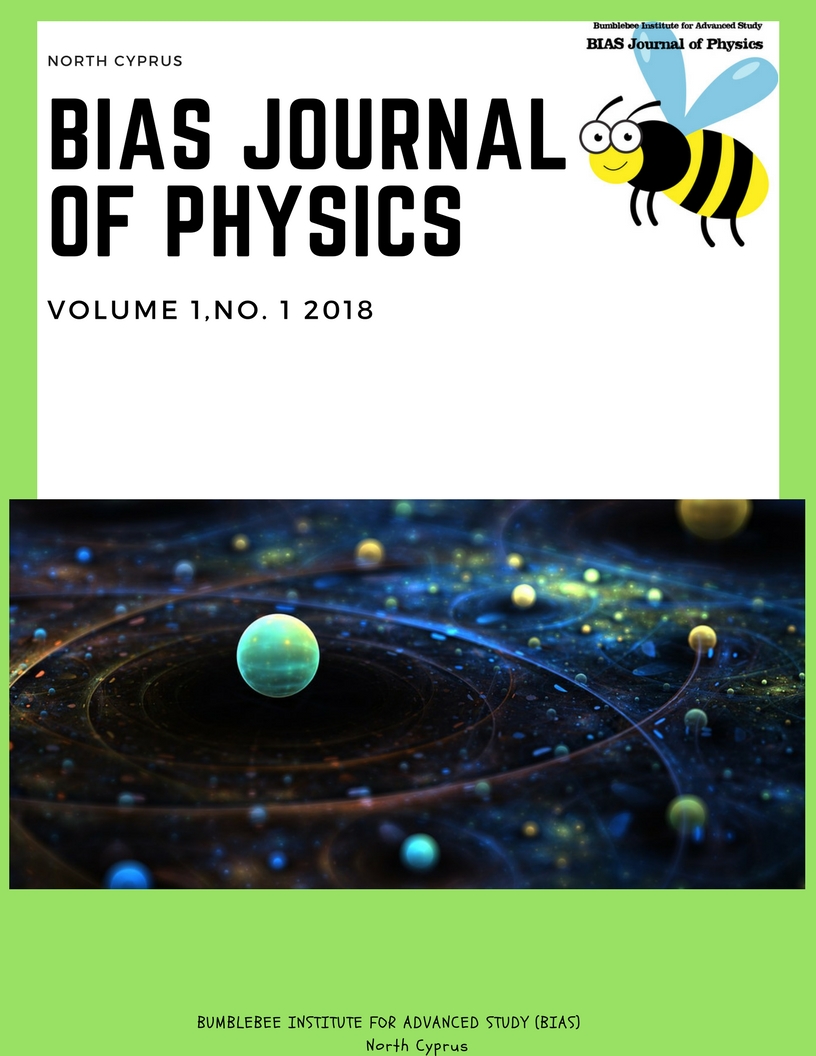 Bumblebee Institute for Advanced Study
BIAS Journal of Physics
NORTH CYPRUS
BIAS JOURNAL
OF PHYSICS
VOLUME 1,NO. 1 2018
BUMBLEBEE INSTITUTE FOR ADVANCED STUDY (BIAS)
North Cyprus